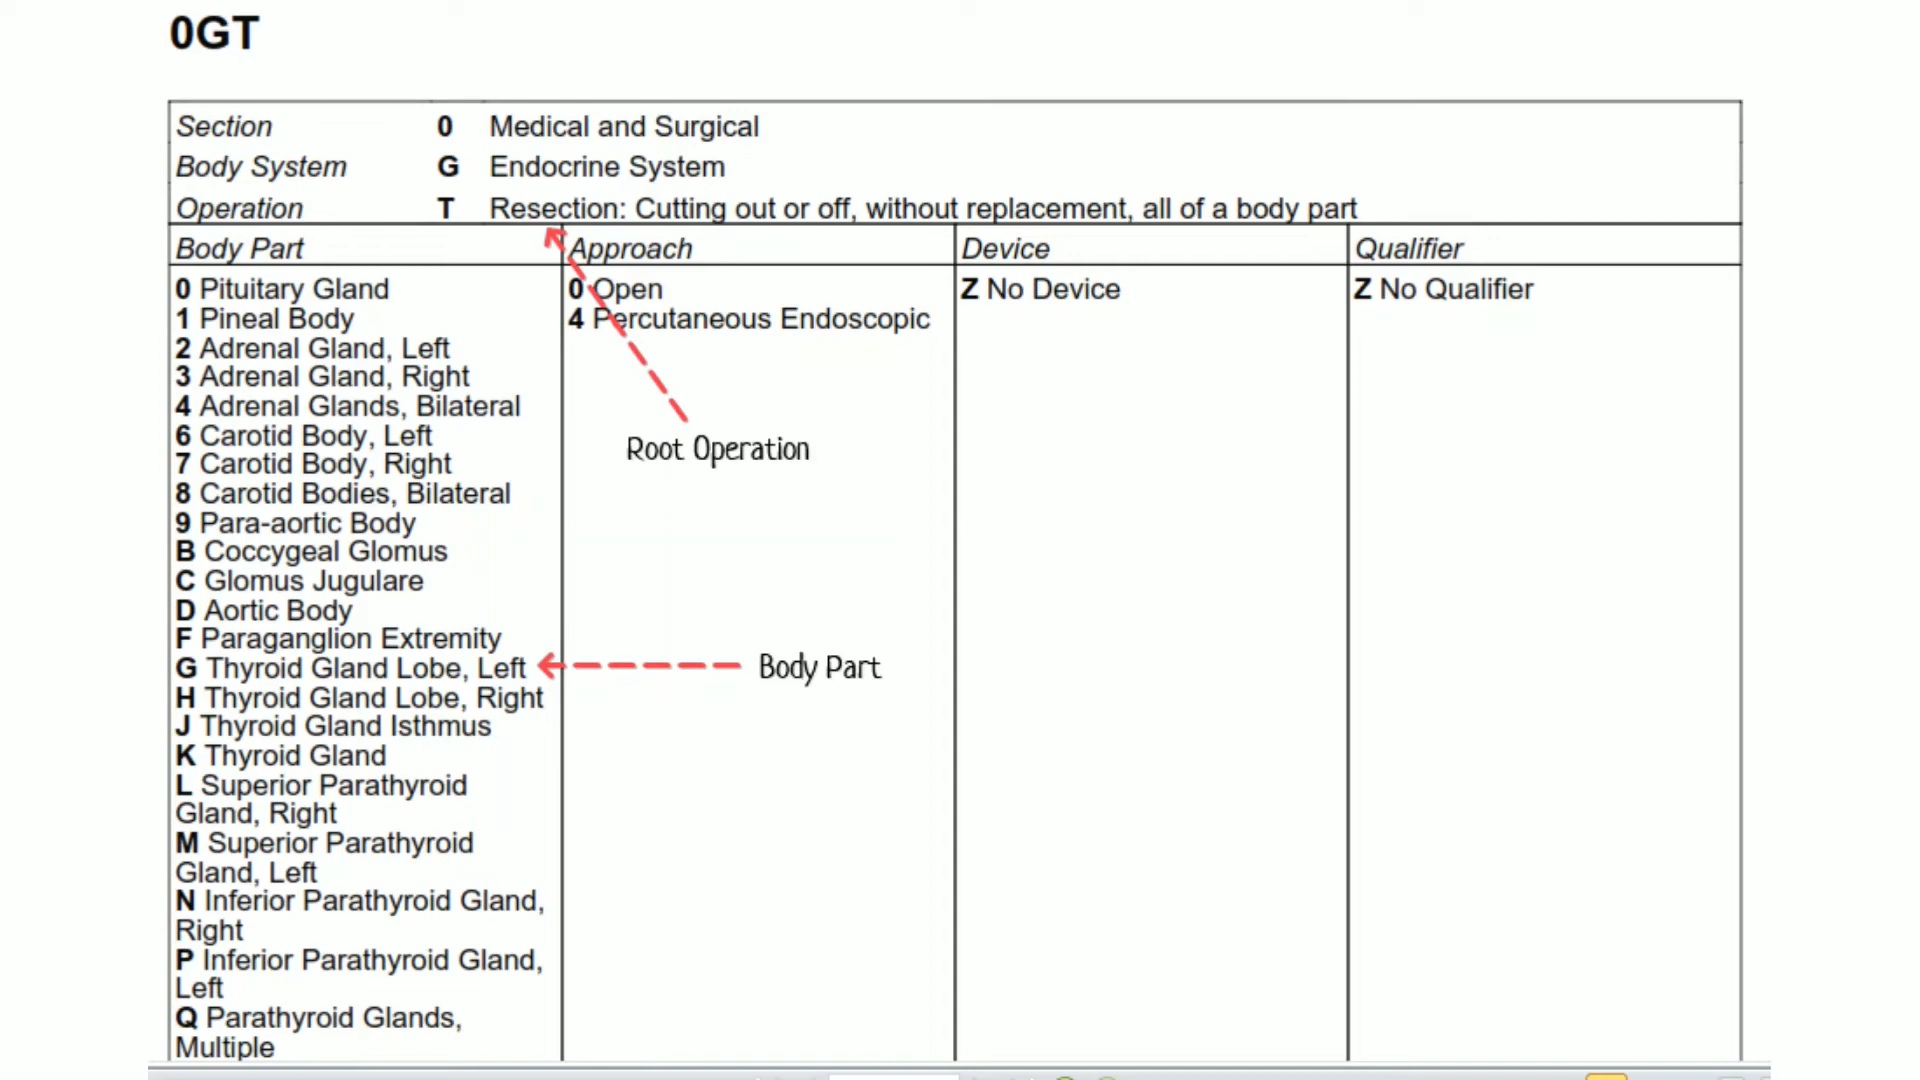 0GT
Section 0 Medical and Surgical
Body System G Endocrine System
Operation T Resection: Cutting out or off, without replacement, all of a body part
Body Part Approach Device Qualifier
0 Pituitary Gland 0 Open Z No Device Z No Qualifier
1 Pineal Body 4 Percutaneous Endoscopic
2 Adrenal Gland, Left
3 Adrenal Gland, Right
4 Adrenal Glands, Bilateral
6 Carotid Body, Left
Root Operation
7 Carotid Body, Right
8 Carotid Bodies, Bilateral
9 Para-aortic Body
B Coccygeal Glomus
C Glomus Jugulare
D Aortic Body
F Paraganglion Extremity
G Thyroid Gland Lobe, Left Body Part
H Thyroid Gland Lobe, Right
J Thyroid Gland Isthmus
K Thyroid Gland
L Superior Parathyroid
Gland, Right
M Superior Parathyroid
Gland, Left
N Inferior Parathyroid Gland,
Right
P Inferior Parathyroid Gland,
Left
Q Parathyroid Glands,
Multiple